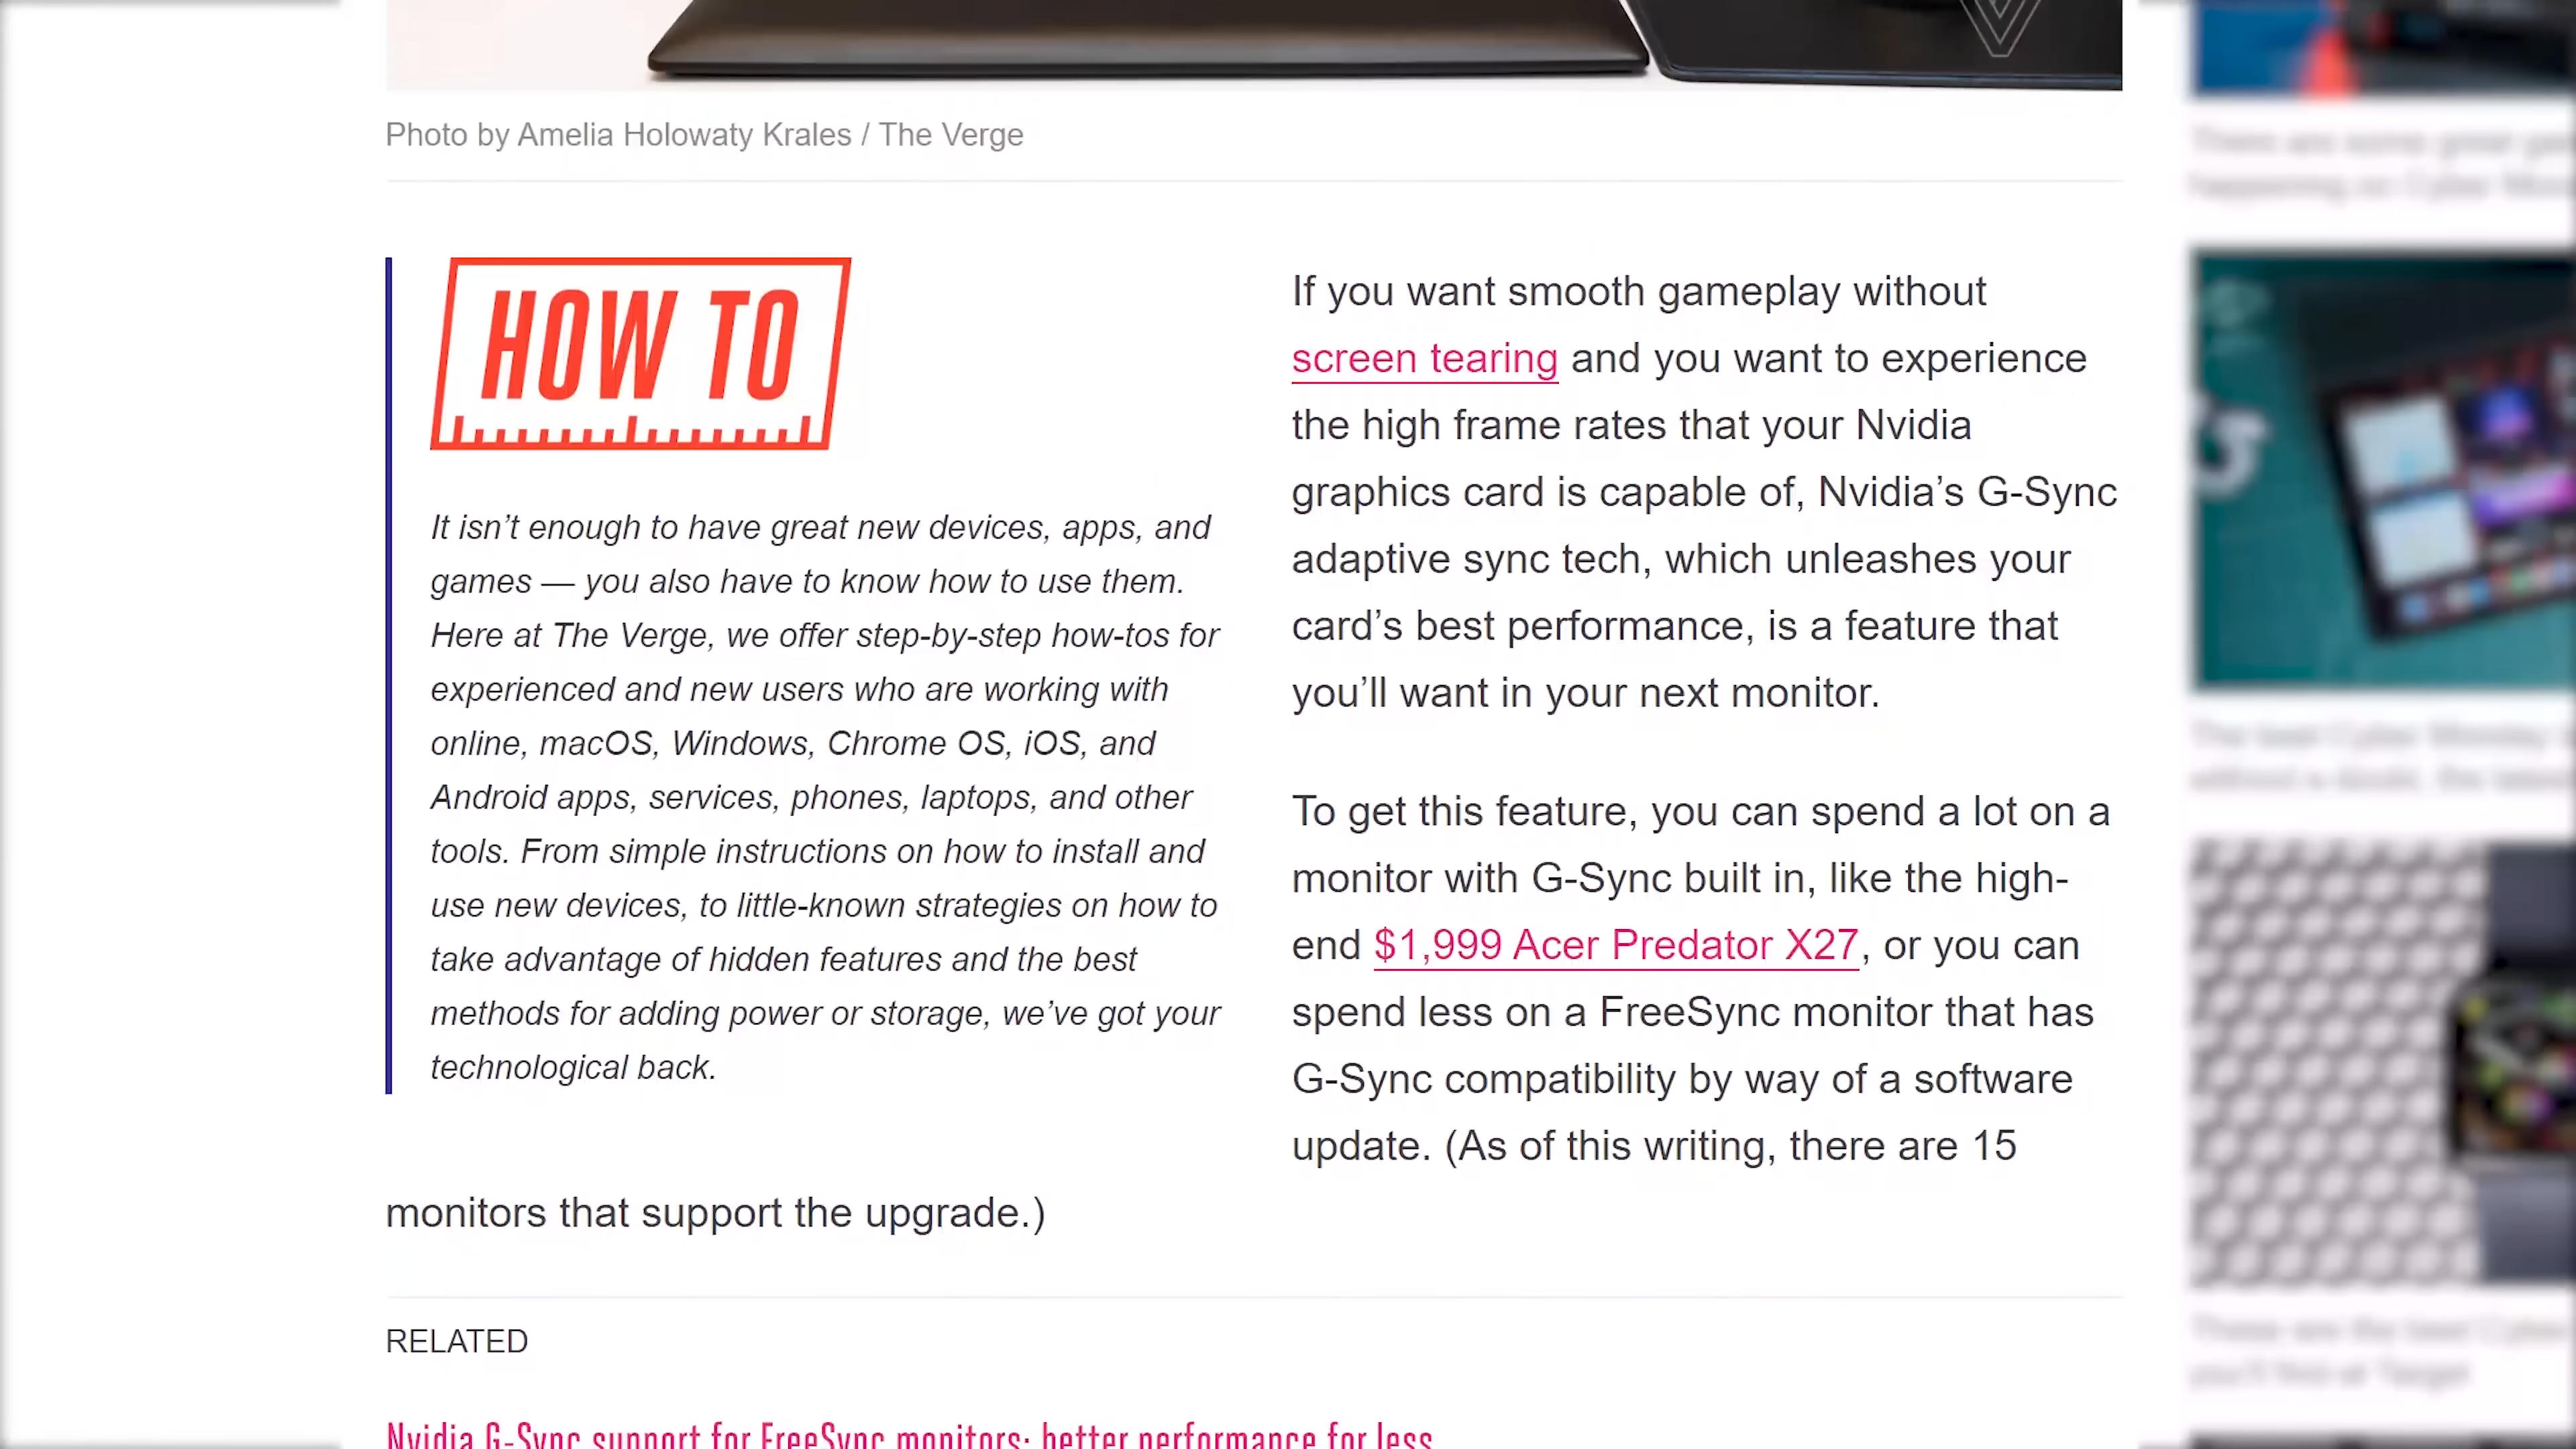 Photo by Amelia Holowaty Krales / The Verge
HOW TO
It isn’t enough to have great new devices, apps, and
games — you also have to know how to use them.
Here at The Verge, we offer step-by-step how-tos for
experienced and new users who are working with
online, macOS, Windows, Chrome OS, iOS, and
Android apps, services, phones, laptops, and other
tools. From simple instructions on how to install and
use new devices, to little-known strategies on how to
take advantage of hidden features and the best
methods for adding power or storage, we’ve got your
technological back.
If you want smooth gameplay without
screen tearing and you want to experience
the high frame rates that your Nvidia
graphics card is capable of, Nvidia’s G-Sync
adaptive sync tech, which unleashes your
card’s best performance, is a feature that
you’ll want in your next monitor.
To get this feature, you can spend a lot on a
monitor with G-Sync built in, like the high-
end $1,999 Acer Predator X27, or you can
spend less on a FreeSync monitor that has
G-Sync compatibility by way of a software
update. (As of this writing, there are 15
monitors that support the upgrade.)
RELATED
Nvidia G-Sync support for FreeSync monitors: better performance for less